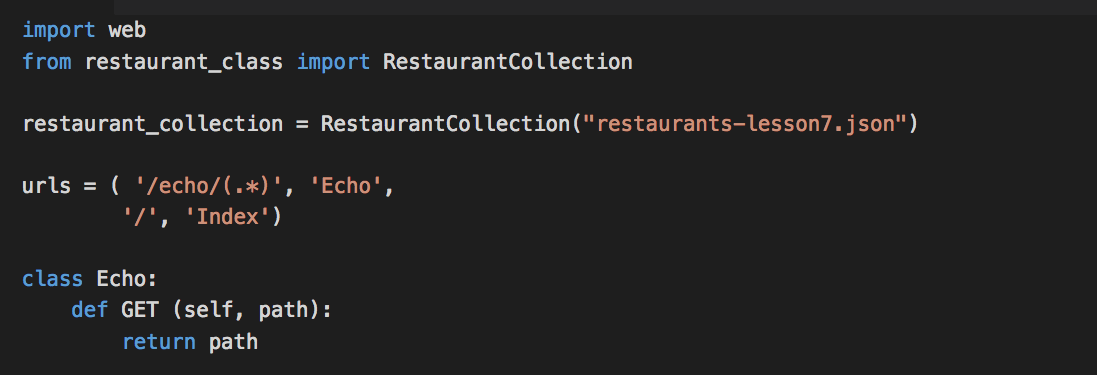 import web
from restaurant_class import RestaurantCollection
restaurant_collection = RestaurantCollection("restaurants-lesson7.json")
urls = ( '/echo/(.*)', 'Echo',
'/', 'Index')
class Echo:
def GET (self, path):
return path